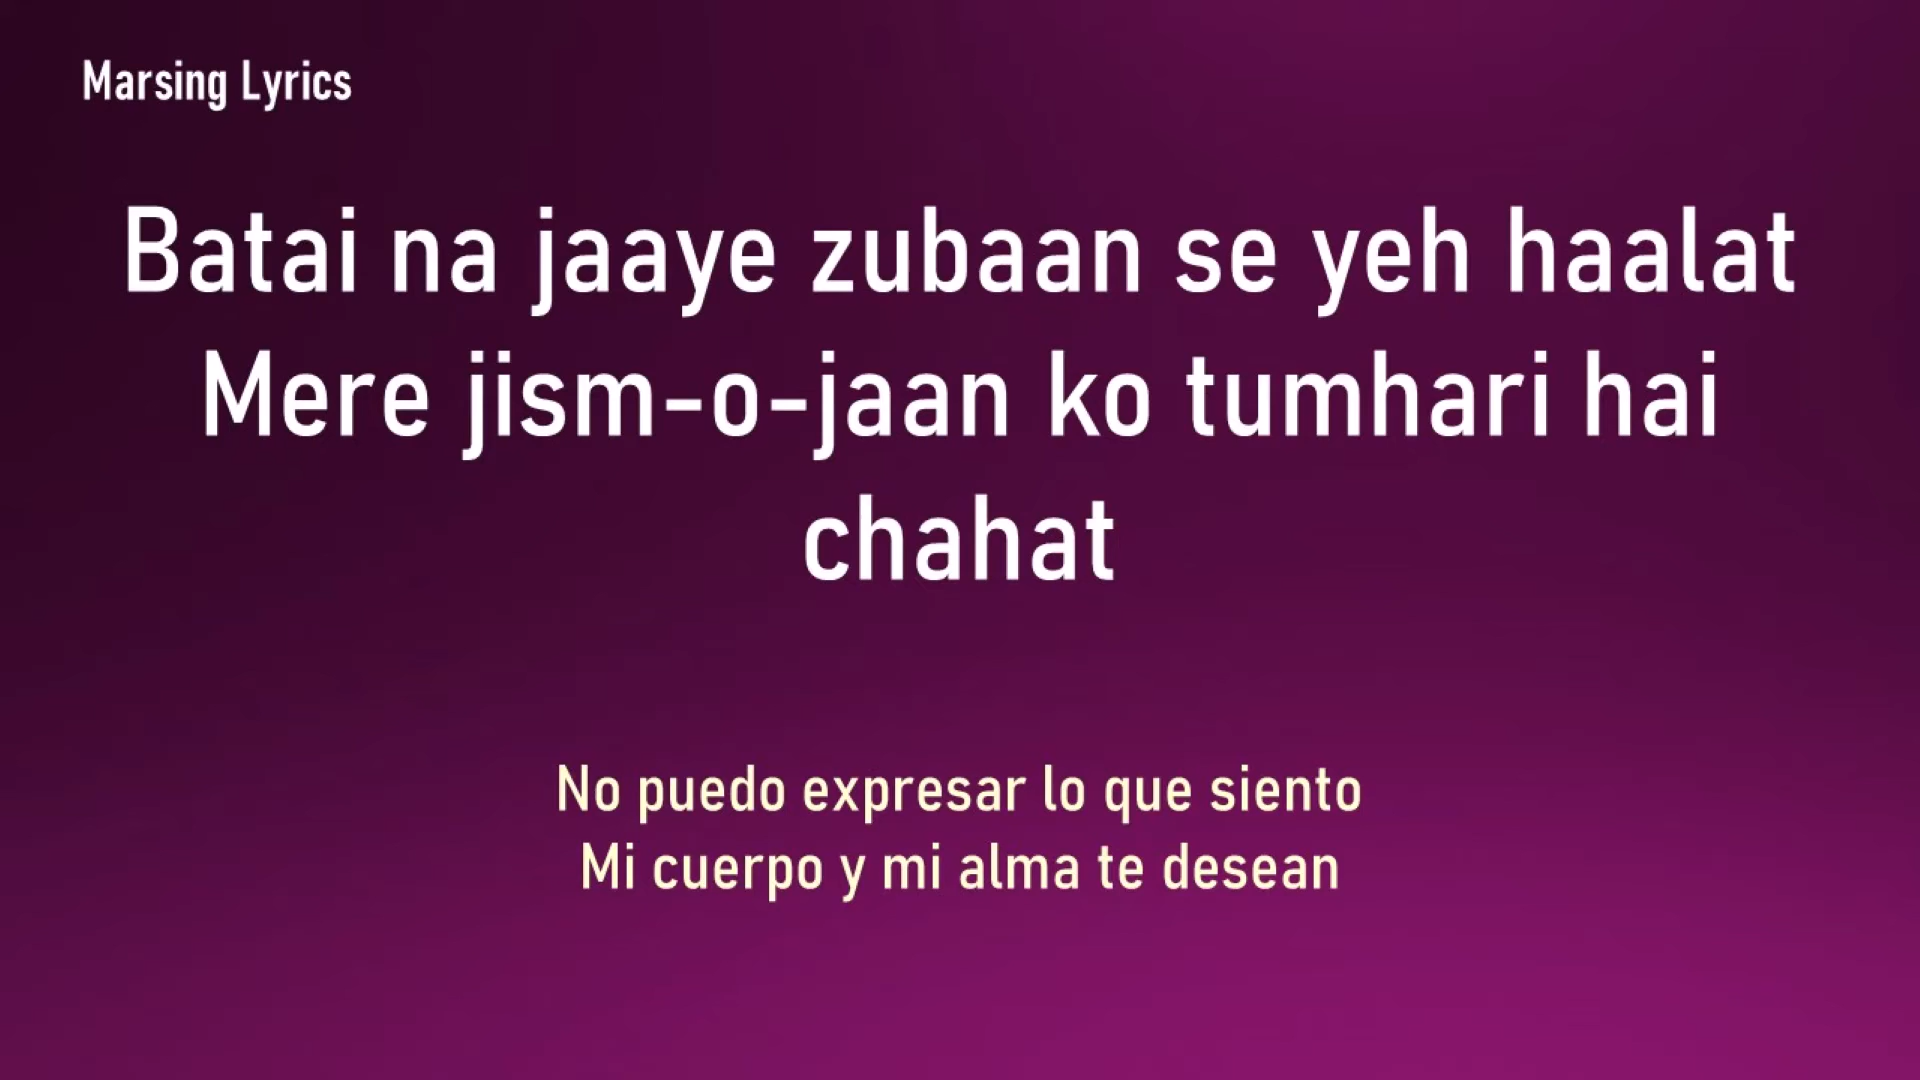 Marsing Lyrics
Batai na jaaye zubaan se yeh haalat
Mere jism-o-jaan ko tumhari hai
chahat
No puedo expresar lo que siento
Mi cuerpo y mi alma te desean